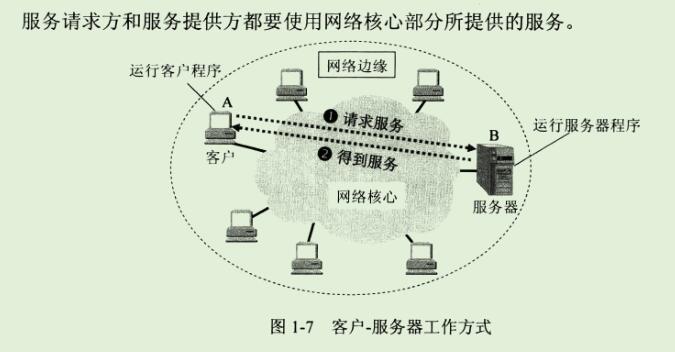 服务请求方和服务提供方都要使用网络核心部分所提供的服务。
网络边缘
运行客户程序
A
❶ 请求服务
B
运行服务器程序
客户
❷ 得到服务
网络核心
服务器
图 1-7 客户-服务器工作方式